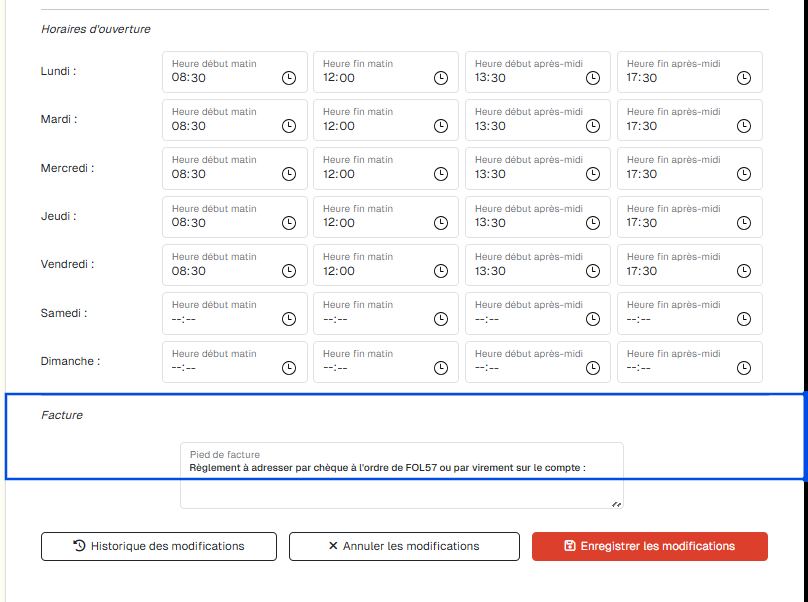 Horaires d'ouverture
Lundi :
Heure début matin
08:30
Heure fin matin
12:00
Heure début après-midi
13:30
Heure fin après-midi
17:30
Mardi :
Heure début matin
08:30
Heure fin matin
12:00
Heure début après-midi
13:30
Heure fin après-midi
17:30
Mercredi :
Heure début matin
08:30
Heure fin matin
12:00
Heure début après-midi
13:30
Heure fin après-midi
17:30
Jeudi :
Heure début matin
08:30
Heure fin matin
12:00
Heure début après-midi
13:30
Heure fin après-midi
17:30
Vendredi :
Heure début matin
08:30
Heure fin matin
12:00
Heure début après-midi
13:30
Heure fin après-midi
17:30
Samedi :
Heure début matin
--:--
Heure fin matin
--:--
Heure début après-midi
--:--
Heure fin après-midi
--:--
Dimanche :
Heure début matin
--:--
Heure fin matin
--:--
Heure début après-midi
--:--
Heure fin après-midi
--:--
Facture
Pied de facture
Règlement à adresser par chèque à l'ordre de FOL57 ou par virement sur le compte :
Historique des modifications
Annuler les modifications
Enregistrer les modifications